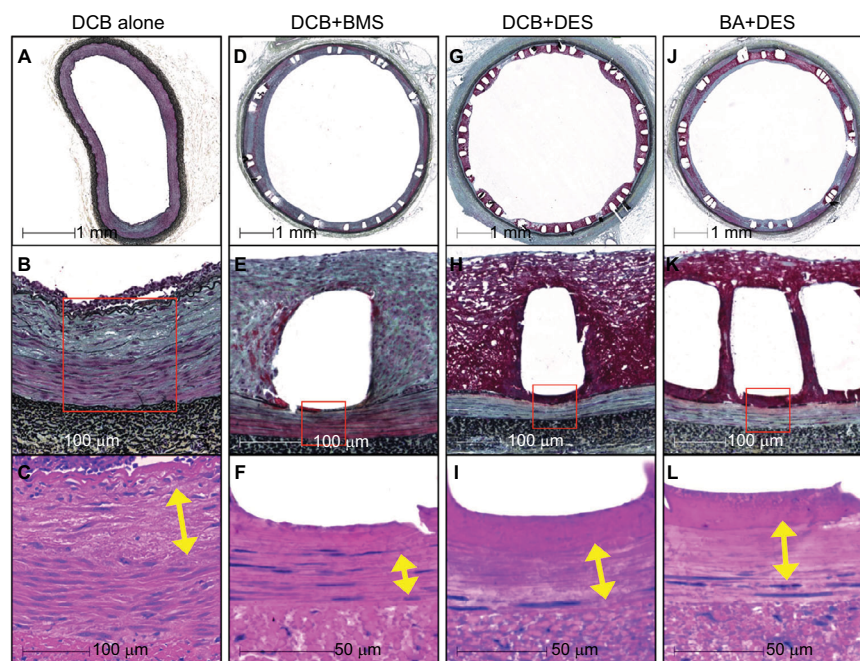 DCB alone DCB+BMS DCB+DES BA+DES
A D G J
1 mm 1 mm 1 mm 1 mm
B E H K
100 μm 100 μm 100 μm 100 μm
C F I L
100 μm 50 μm 50 μm 50 μm